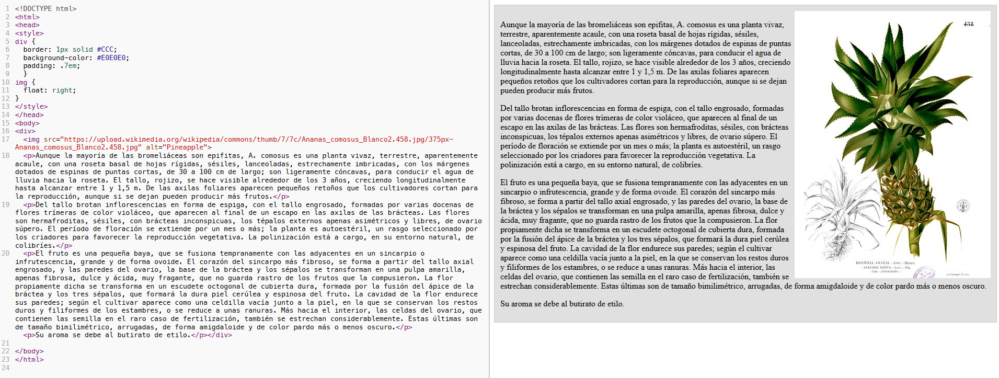 1 <!DOCTYPE html>
2 <html>
3 <head>
4 <style>
5 div {
6   border: 1px solid #CCC;
7   background-color: #E0E0E0;
8   padding: .7em;
9   }
10 img {
11   float: right;
12 }
13 </style>
14 </head>
15 <body>
16 <div>
17   <img src="https://upload.wikimedia.org/wikipedia/commons/thumb/7/7c/Ananas_comosus_Blanco2.458.jpg/375px-
Ananas_comosus_Blanco2.458.jpg" alt="Pineapple">
18   <p>Aunque la mayoría de las bromeliáceas son epifitas, A. comosus es una planta vivaz, terrestre, aparentemente
acaule, con una roseta basal de hojas rígidas, sésiles, lanceoladas, estrechamente imbricadas, con los márgenes
dotados de espinas de puntas cortas, de 30 a 100 cm de largo; son ligeramente cóncavas, para conducir el agua de
lluvia hacia la roseta. El tallo, rojizo, se hace visible alrededor de los 3 años, creciendo longitudinalmente
hasta alcanzar entre 1 y 1,5 m. De las axilas foliares aparecen pequeños retoños que los cultivadores cortan para
la reproducción, aunque si se dejan pueden producir más frutos.</p>
19   <p>Del tallo brotan inflorescencias en forma de espiga, con el tallo engrosado, formadas por varias docenas de
flores trímeras de color violáceo, que aparecen al final de un escapo en las axilas de las brácteas. Las flores
son hermafroditas, sésiles, con brácteas inconspicuas, los tépalos externos apenas asimétricos y libres, de ovario
súpero. El período de floración se extiende por un mes o más; la planta es autoestéril, un rasgo seleccionado por
los criadores para favorecer la reproducción vegetativa. La polinización está a cargo, en su entorno natural, de
colibríes.</p>
20   <p>El fruto es una pequeña baya, que se fusiona tempranamente con las adyacentes en un sincarpio o
infrutescencia, grande y de forma ovoide. El corazón del sincarpo más fibroso, se forma a partir del tallo axial
engrosado, y las paredes del ovario, la base de la bráctea y los sépalos se transforman en una pulpa amarilla,
apenas fibrosa, dulce y ácida, muy fragante, que no guarda rastro de los frutos que la compusieron. La flor
propiamente dicha se transforma en un escudete octogonal de cubierta dura, formada por la fusión del ápice de la
bráctea y los tres sépalos, que formará la dura piel cerúlea y espinosa del fruto. La cavidad de la flor endurece
sus paredes; según el cultivar aparece como una celdilla vacía junto a la piel, en la que se conservan los restos
duros y filiformes de los estambres, o se reduce a unas ranuras. Más hacia el interior, las celdas del ovario, que
contienen las semilla en el raro caso de fertilización, también se estrechan considerablemente. Estas últimas son
de tamaño bimilimétrico, arrugadas, de forma amigdaloide y de color pardo más o menos oscuro.</p>
  <p>Su aroma se debe al butirato de etilo.</p></div>
21
22 </body>
23 </html>
24
Aunque la mayoría de las bromeliáceas son epifitas, A. comosus es una planta vivaz,
terrestre, aparentemente acaule, con una roseta basal de hojas rígidas, sésiles,
lanceoladas, estrechamente imbricadas, con los márgenes dotados de espinas de puntas
cortas, de 30 a 100 cm de largo; son ligeramente cóncavas, para conducir el agua de
lluvia hacia la roseta. El tallo, rojizo, se hace visible alrededor de los 3 años, creciendo
longitudinalmente hasta alcanzar entre 1 y 1,5 m. De las axilas foliares aparecen
pequeños retoños que los cultivadores cortan para la reproducción, aunque si se dejan
pueden producir más frutos.
Del tallo brotan inflorescencias en forma de espiga, con el tallo engrosado, formadas
por varias docenas de flores trímeras de color violáceo, que aparecen al final de un
escapo en las axilas de las brácteas. Las flores son hermafroditas, sésiles, con brácteas
inconspicuas, los tépalos externos apenas asimétricos y libres, de ovario súpero. El
período de floración se extiende por un mes o más; la planta es autoestéril, un rasgo
seleccionado por los criadores para favorecer la reproducción vegetativa. La
polinización está a cargo, en su entorno natural, de colibríes.
El fruto es una pequeña baya, que se fusiona tempranamente con las adyacentes en un
sincarpio o infrutescencia, grande y de forma ovoide. El corazón del sincarpo más
fibroso, se forma a partir del tallo axial engrosado, y las paredes del ovario, la base de
la bráctea y los sépalos se transforman en una pulpa amarilla, apenas fibrosa, dulce y
ácida, muy fragante, que no guarda rastro de los frutos que la compusieron. La flor
propiamente dicha se transforma en un escudete octogonal de cubierta dura, formada
por la fusión del ápice de la bráctea y los tres sépalos, que formará la dura piel cerúlea
y espinosa del fruto. La cavidad de la flor endurece sus paredes; según el cultivar
aparece como una celdilla vacía junto a la piel, en la que se conservan los restos duros
y filiformes de los estambres, o se reduce a unas ranuras. Más hacia el interior, las
celdas del ovario, que contienen las semilla en el raro caso de fertilización, también se
estrechan considerablemente. Estas últimas son de tamaño bimilimétrico, arrugadas, de forma amigdaloide y de color pardo más o menos oscuro.
Su aroma se debe al butirato de etilo.
458
BROMELIA ANANAS.—Linn.—Blanco.
ANANASSA SATIVA.—Linn.—Mig.